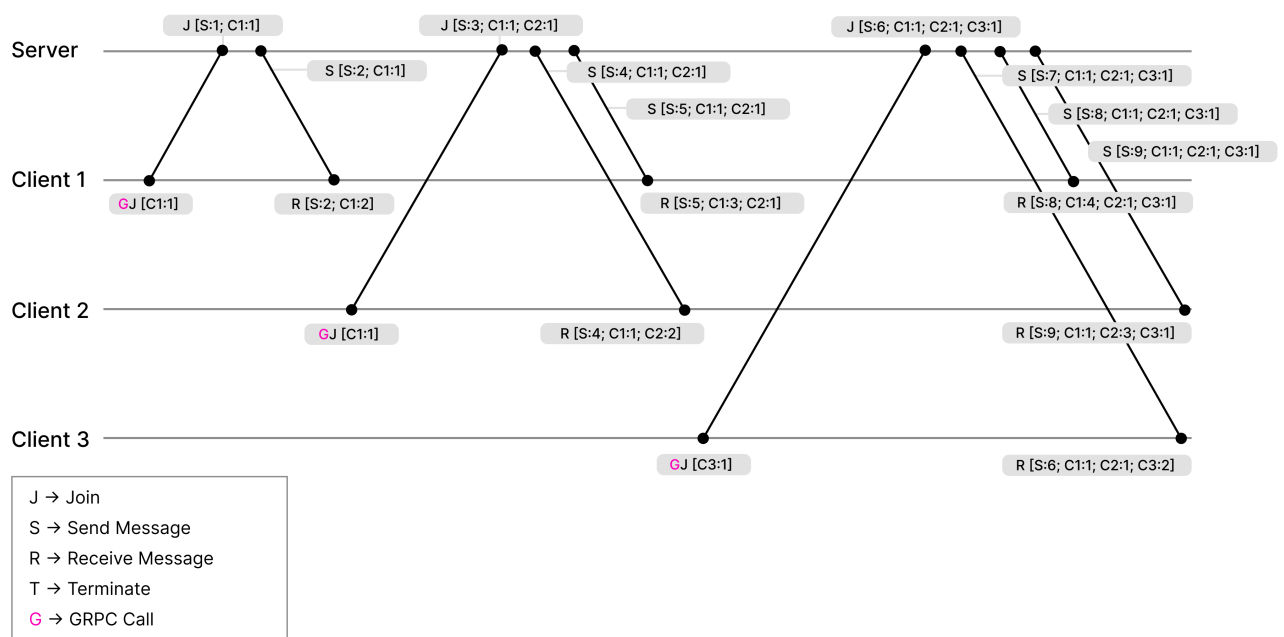 J [S:1; C1:1]
J [S:3; C1:1; C2:1]
J [S:6; C1:1; C2:1; C3:1]
Server
S [S:2; C1:1]
S [S:4; C1:1; C2:1]
S [S:7; C1:1; C2:1; C3:1]
S [S:5; C1:1; C2:1]
S [S:8; C1:1; C2:1; C3:1]
S [S:9; C1:1; C2:1; C3:1]
Client 1
GJ [C1:1]
R [S:2; C1:2]
R [S:5; C1:3; C2:1]
R [S:8; C1:4; C2:1; C3:1]
Client 2
GJ [C1:1]
R [S:4; C1:1; C2:2]
R [S:9; C1:1; C2:3; C3:1]
Client 3
GJ [C3:1]
R [S:6; C1:1; C2:1; C3:2]
J → Join
S → Send Message
R → Receive Message
T → Terminate
G → GRPC Call